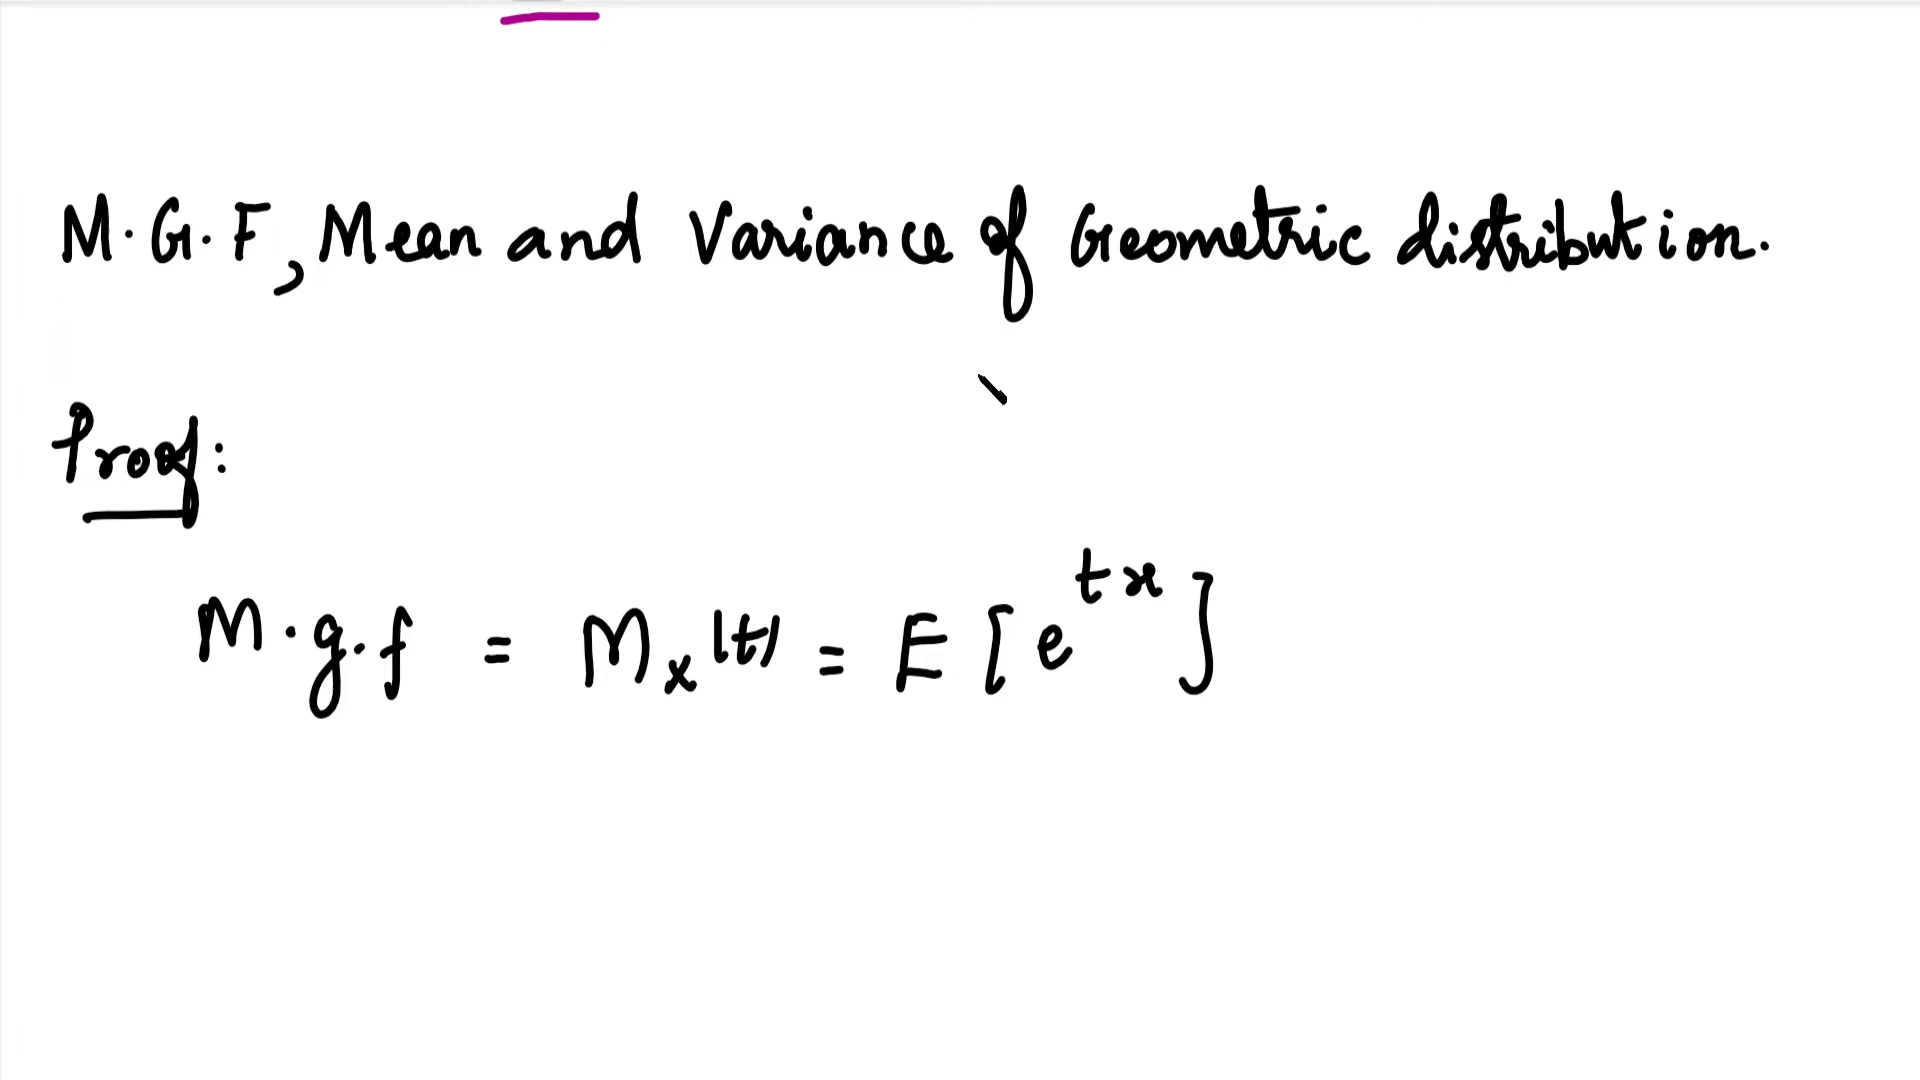 M.G.F, Mean and Variance of Geometric distribution.
Proof:
M.g.f = Mx(t) = E[e^tx]